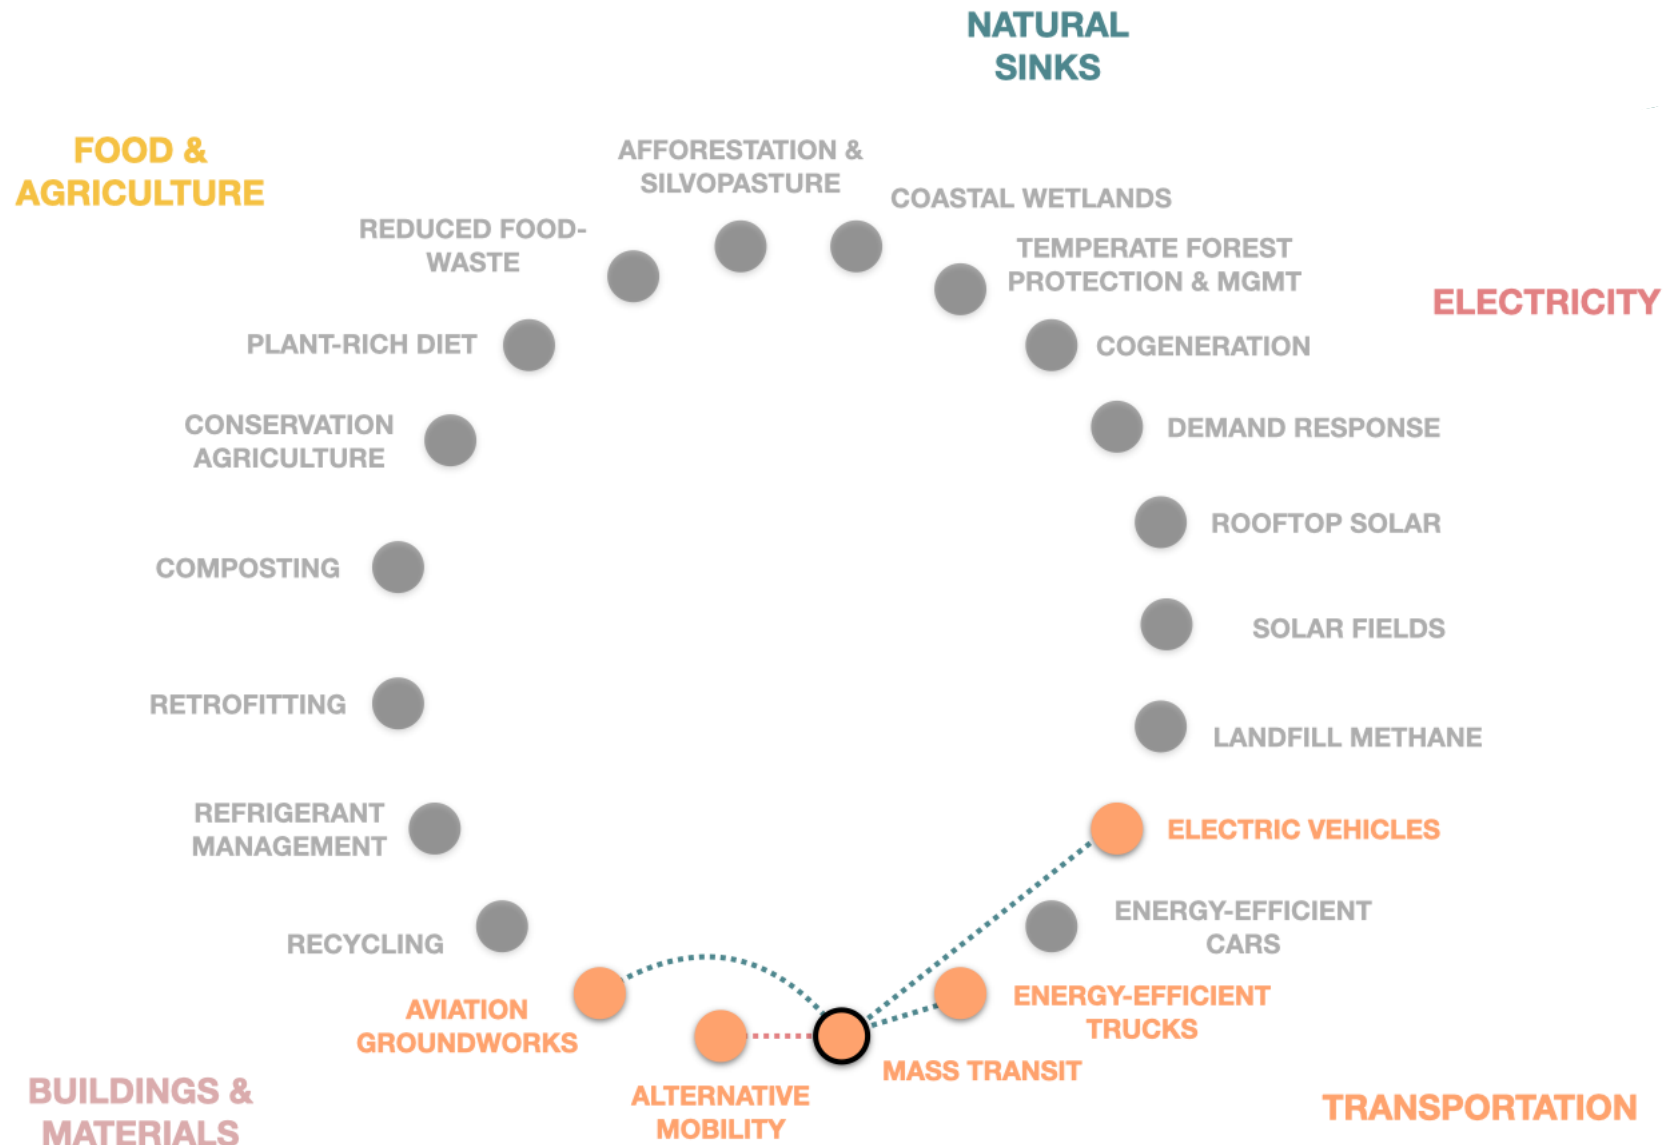 NATURAL
SINKS
FOOD &
AGRICULTURE
AFFORESTATION &
SILVOPASTURE
COASTAL WETLANDS
REDUCED FOOD-
WASTE
TEMPERATE FOREST
PROTECTION & MGMT
ELECTRICITY
PLANT-RICH DIET
COGENERATION
CONSERVATION
AGRICULTURE
DEMAND RESPONSE
ROOFTOP SOLAR
COMPOSTING
SOLAR FIELDS
RETROFITTING
LANDFILL METHANE
REFRIGERANT
MANAGEMENT
ELECTRIC VEHICLES
RECYCLING
ENERGY-EFFICIENT
CARS
AVIATION
GROUNDWORKS
ENERGY-EFFICIENT
TRUCKS
MASS TRANSIT
ALTERNATIVE
MOBILITY
BUILDINGS &
MATERIALS
TRANSPORTATION